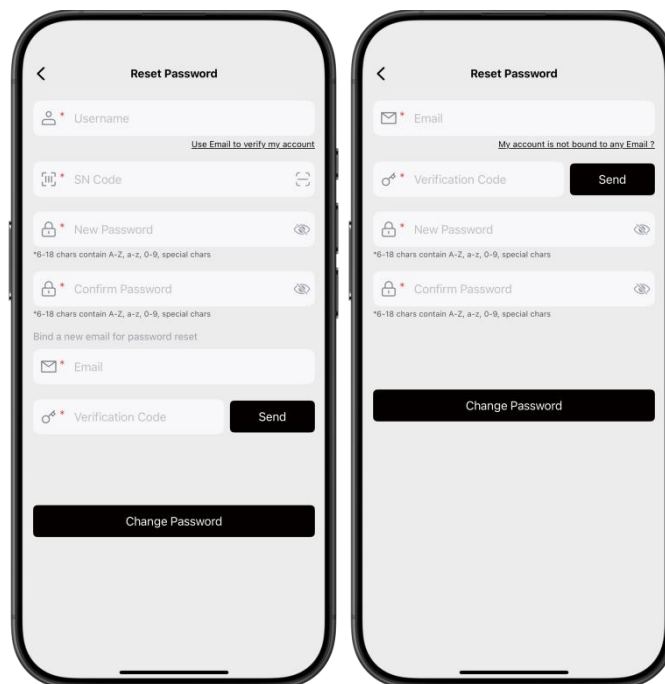 Reset Password
* Username
Use Email to verify my account
* SN Code
* New Password
*6-18 chars contain A-Z, a-z, 0-9, special chars
* Confirm Password
*6-18 chars contain A-Z, a-z, 0-9, special chars
Bind a new email for password reset
* Email
* Verification Code Send
Change Password
Reset Password
* Email
My account is not bound to any Email ?
* Verification Code Send
* New Password
*6-18 chars contain A-Z, a-z, 0-9, special chars
* Confirm Password
*6-18 chars contain A-Z, a-z, 0-9, special chars
Change Password